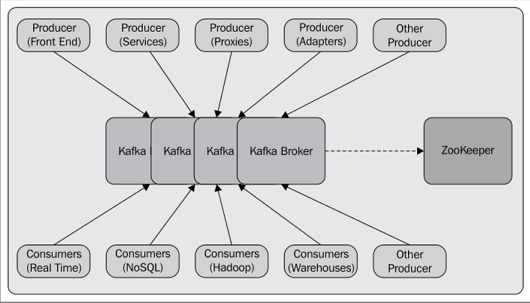 Producer
(Front End)
Producer
(Services)
Producer
(Proxies)
Producer
(Adapters)
Other
Producer
Kafka
Kafka
Kafka
Kafka Broker
ZooKeeper
Consumers
(Real Time)
Consumers
(NoSQL)
Consumers
(Hadoop)
Consumers
(Warehouses)
Other
Producer